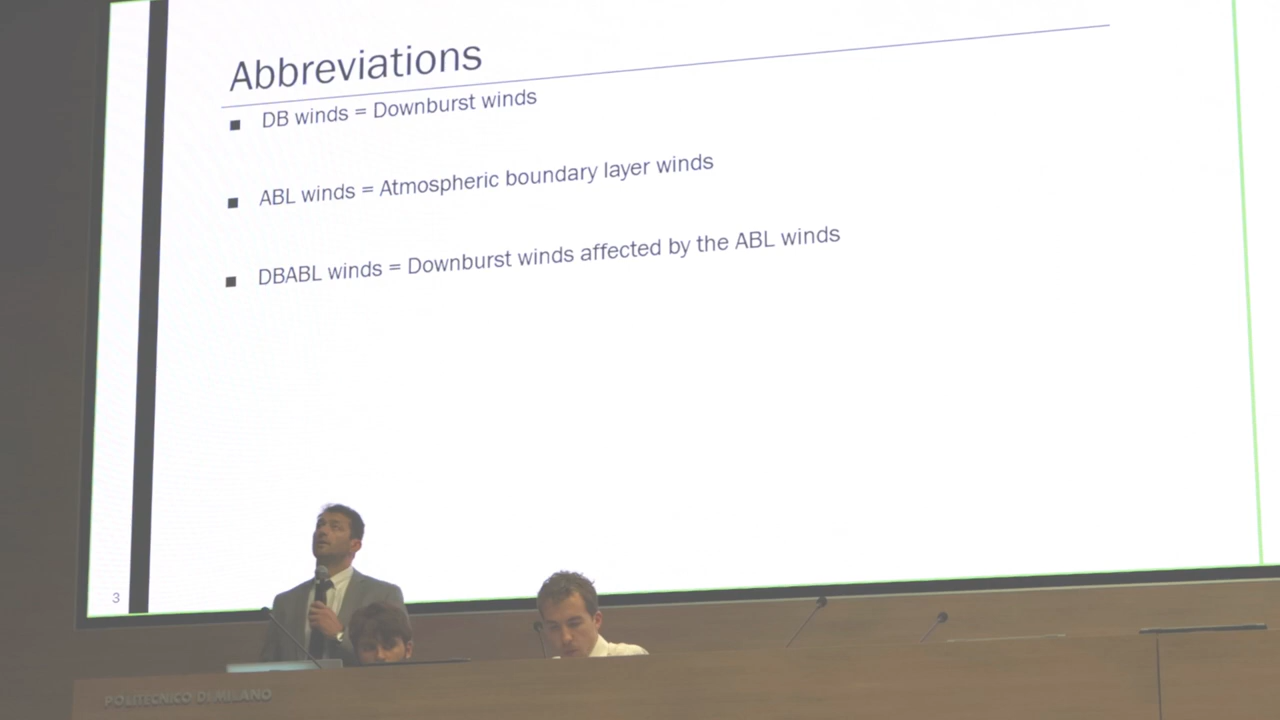 Abbreviations
DB winds = Downburst winds
ABL winds = Atmospheric boundary layer winds
DBABL winds = Downburst winds affected by the ABL winds
3
POLITECNICO DI MILANO